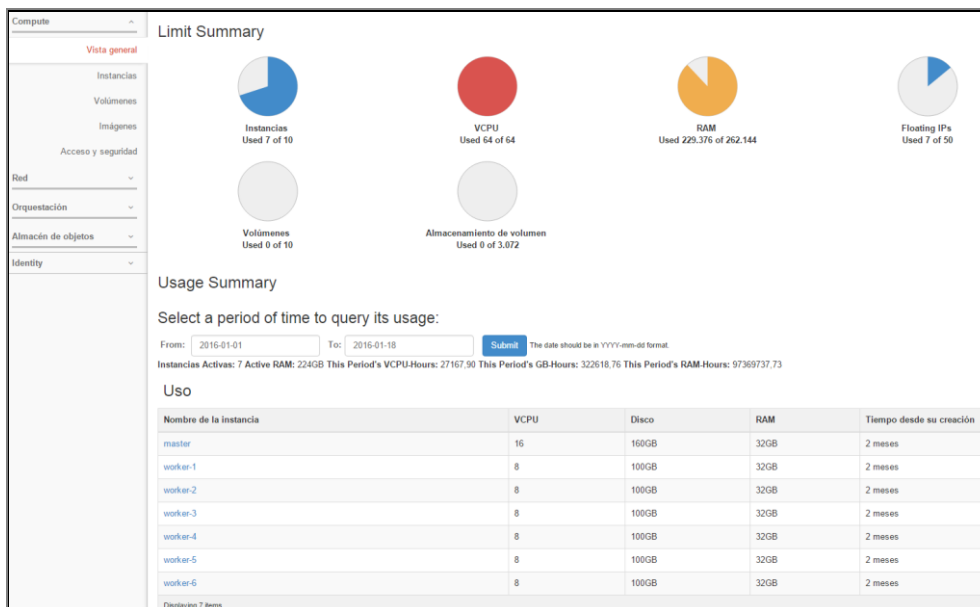 Compute
Vista general
Instancias
Volúmenes
Imágenes
Acceso y seguridad
Red
Orquestación
Almacén de objetos
Identity
Limit Summary
Instancias
Used 7 of 10
VCPU
Used 64 of 64
RAM
Used 229.376 of 262.144
Floating IPs
Used 7 of 50
Volúmenes
Used 0 of 10
Almacenamiento de volumen
Used 0 of 3.072
Usage Summary
Select a period of time to query its usage:
From: 2016-01-01 To: 2016-01-18 Submit The date should be in YYYY-mm-dd format.
Instancias Activas: 7 Active RAM: 224GB This Period's VCPU-Hours: 27167,90 This Period's GB-Hours: 322618,76 This Period's RAM-Hours: 97369737,73
Uso
Nombre de la instancia VCPU Disco RAM Tiempo desde su creación
master 16 160GB 32GB 2 meses
worker-1 8 100GB 32GB 2 meses
worker-2 8 100GB 32GB 2 meses
worker-3 8 100GB 32GB 2 meses
worker-4 8 100GB 32GB 2 meses
worker-5 8 100GB 32GB 2 meses
worker-6 8 100GB 32GB 2 meses
Displaying 7 items